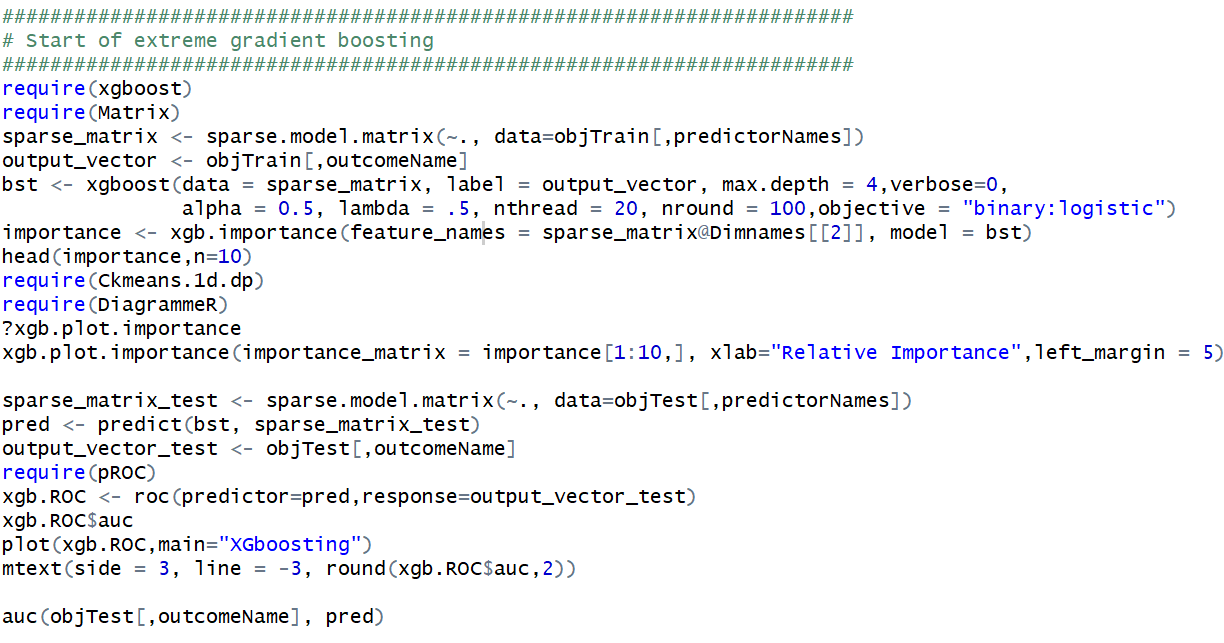 #######################################################################
# Start of extreme gradient boosting
#######################################################################
require(xgboost)
require(Matrix)
sparse_matrix <- sparse.model.matrix(~., data=objTrain[,predictorNames])
output_vector <- objTrain[,outcomeName]
bst <- xgboost(data = sparse_matrix, label = output_vector, max.depth = 4,verbose=0,
               alpha = 0.5, lambda = .5, nthread = 20, nround = 100,objective = "binary:logistic")
importance <- xgb.importance(feature_names = sparse_matrix@Dimnames[[2]], model = bst)
head(importance,n=10)
require(Ckmeans.1d.dp)
require(DiagrammeR)
?xgb.plot.importance
xgb.plot.importance(importance_matrix = importance[1:10,], xlab="Relative Importance",left_margin = 5)
sparse_matrix_test <- sparse.model.matrix(~., data=objTest[,predictorNames])
pred <- predict(bst, sparse_matrix_test)
output_vector_test <- objTest[,outcomeName]
require(pROC)
xgb.ROC <- roc(predictor=pred,response=output_vector_test)
xgb.ROC$auc
plot(xgb.ROC,main="XGboosting")
mtext(side = 3, line = -3, round(xgb.ROC$auc,2))
auc(objTest[,outcomeName], pred)